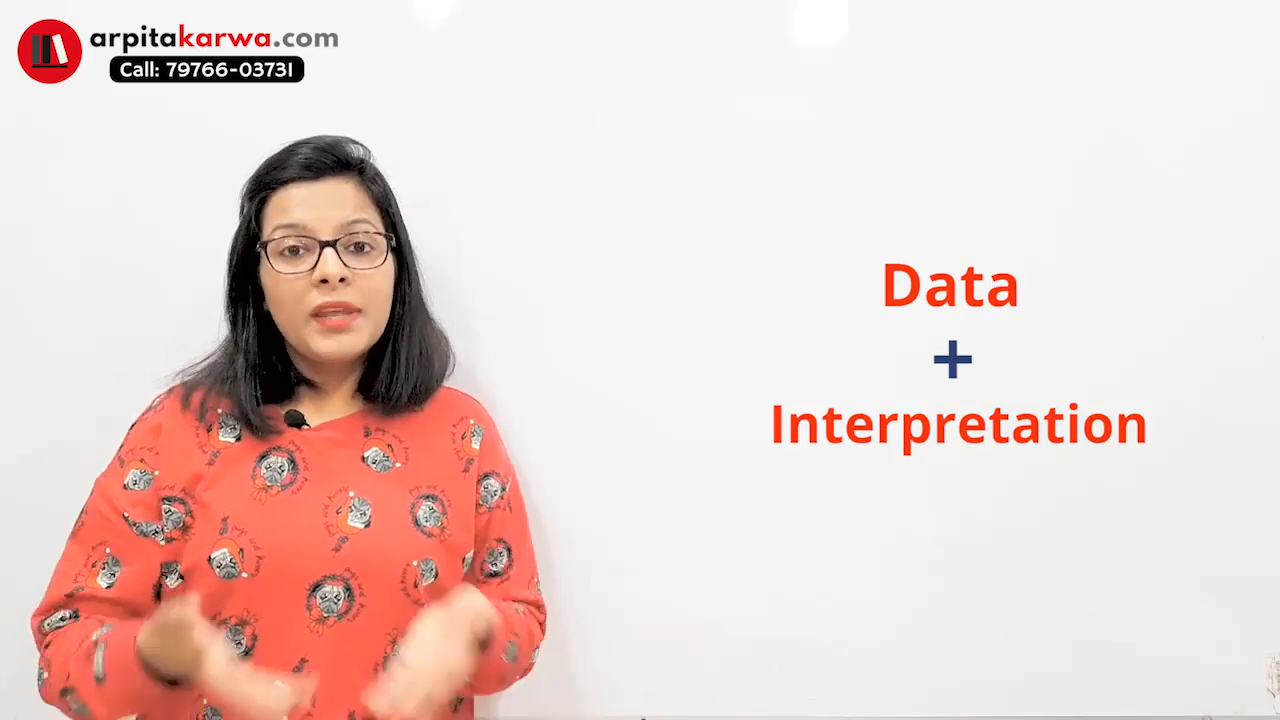 arpitakarwa.com
Call: 79766-03731
Data
+
Interpretation